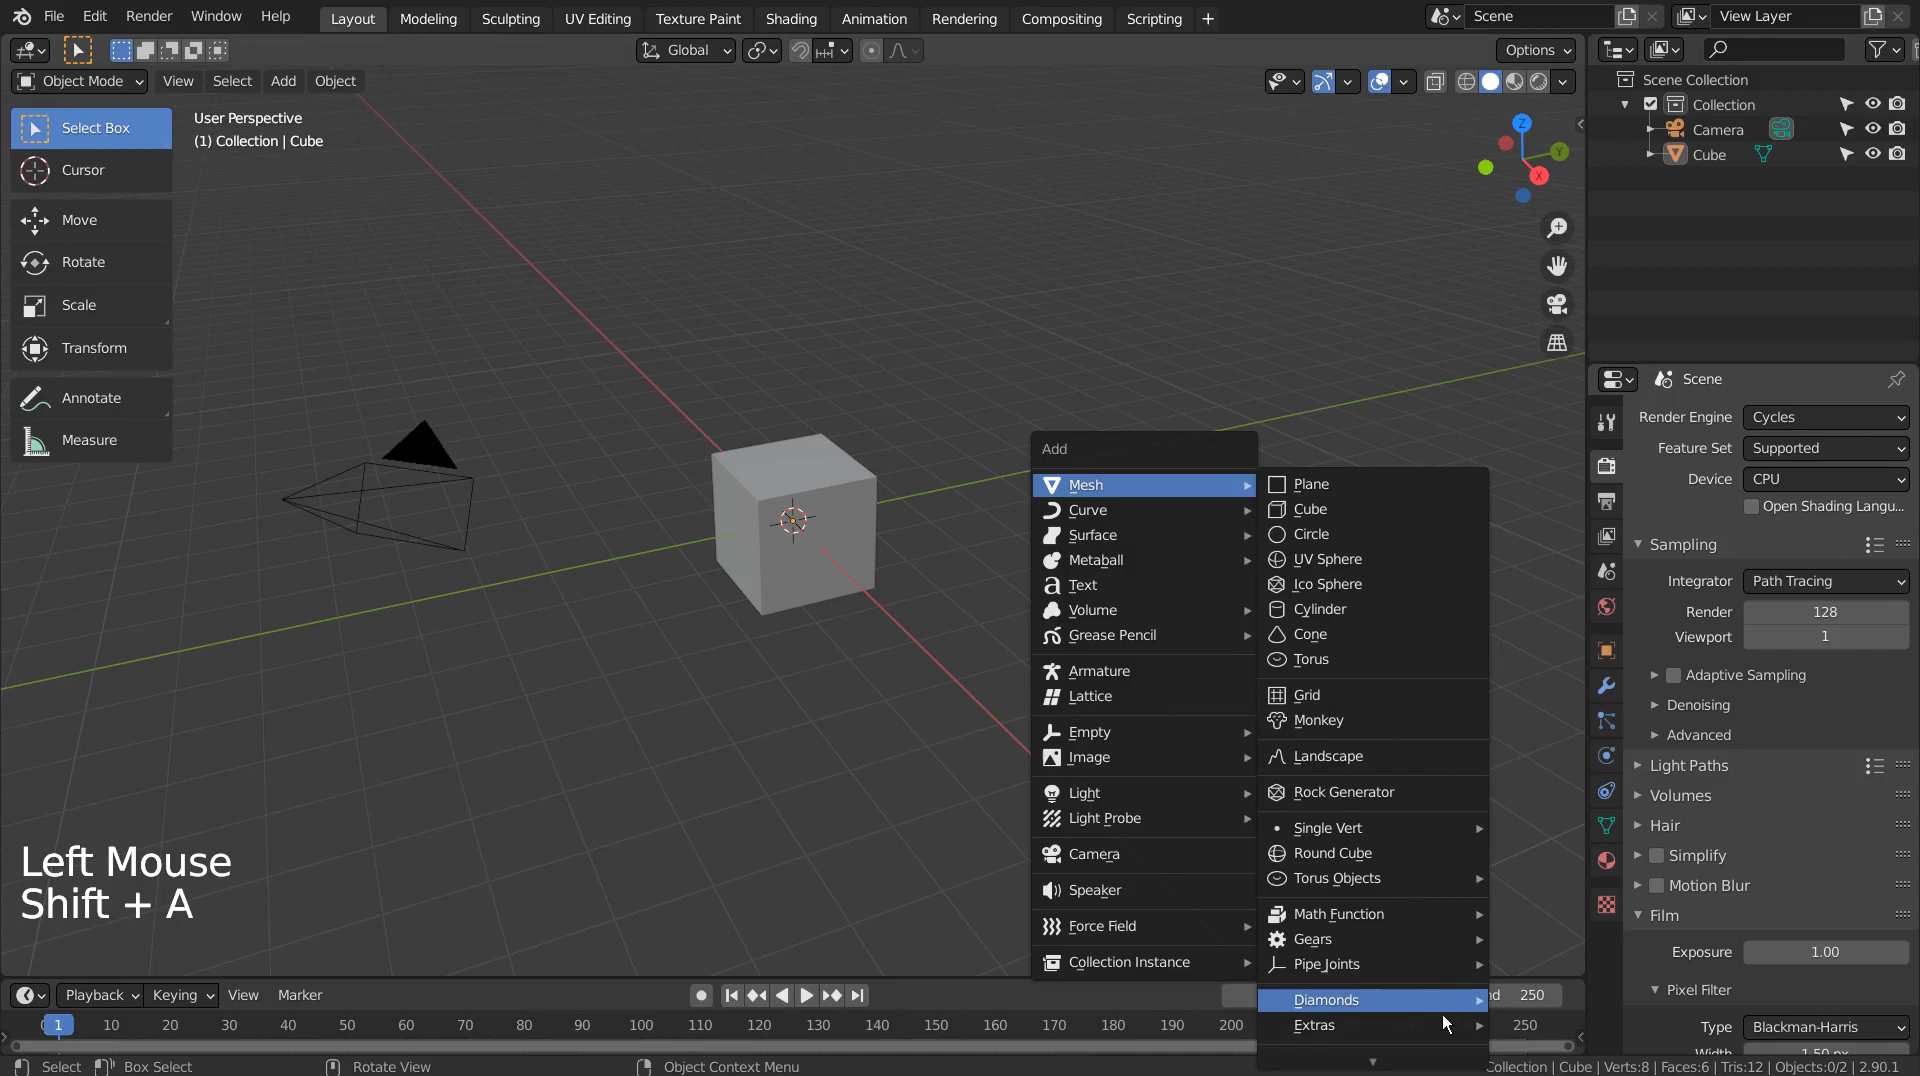 File Edit Render Window Help Layout Modeling Sculpting UV Editing Texture Paint Shading Animation Rendering Compositing Scripting + Scene View Layer
Global Options
Object Mode View Select Add Object
Scene Collection
Collection
Camera
Cube
Select Box
Cursor
Move
Rotate
Scale
Transform
Annotate
Measure
User Perspective
(1) Collection | Cube
Z
Y
X
Add
Mesh
Curve
Surface
Metaball
Text
Volume
Grease Pencil
Armature
Lattice
Empty
Image
Light
Light Probe
Camera
Speaker
Force Field
Collection Instance
Plane
Cube
Circle
UV Sphere
Ico Sphere
Cylinder
Cone
Torus
Grid
Monkey
Landscape
Rock Generator
Single Vert
Round Cube
Torus Objects
Math Function
Gears
Pipe Joints
Diamonds
Extras
Left Mouse
Shift + A
Scene
Render Engine Cycles
Feature Set Supported
Device CPU
Open Shading Langu...
Sampling
Integrator Path Tracing
Render 128
Viewport 1
Adaptive Sampling
Denoising
Advanced
Light Paths
Volumes
Hair
Simplify
Motion Blur
Film
Exposure 1.00
Pixel Filter
Type Blackman-Harris
Width 1.50 px
Playback Keying View Marker nd 250
1 10 20 30 40 50 60 70 80 90 100 110 120 130 140 150 160 170 180 190 200 250
Select Box Select Rotate View Object Context Menu Collection | Cube | Verts:8 | Faces:6 | Tris:12 | Objects:0/2 | 2.90.1